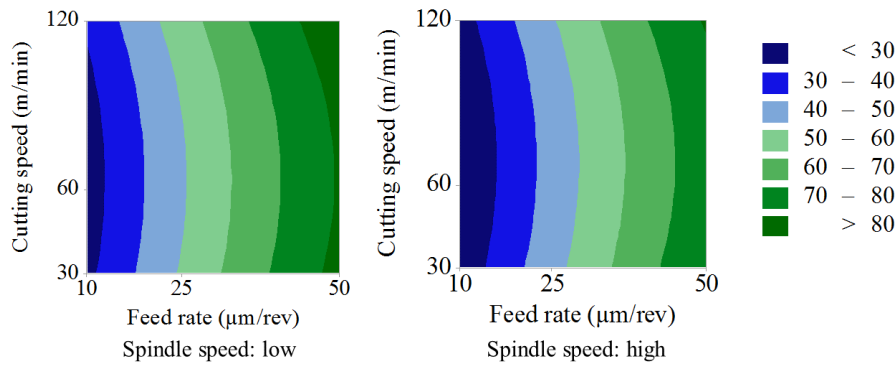 120
60
30
Cutting speed (m/min)
10 25 50
Feed rate (µm/rev)
Spindle speed: low
120
60
30
Cutting speed (m/min)
10 25 50
Feed rate (µm/rev)
Spindle speed: high
< 30
30 – 40
40 – 50
50 – 60
60 – 70
70 – 80
> 80